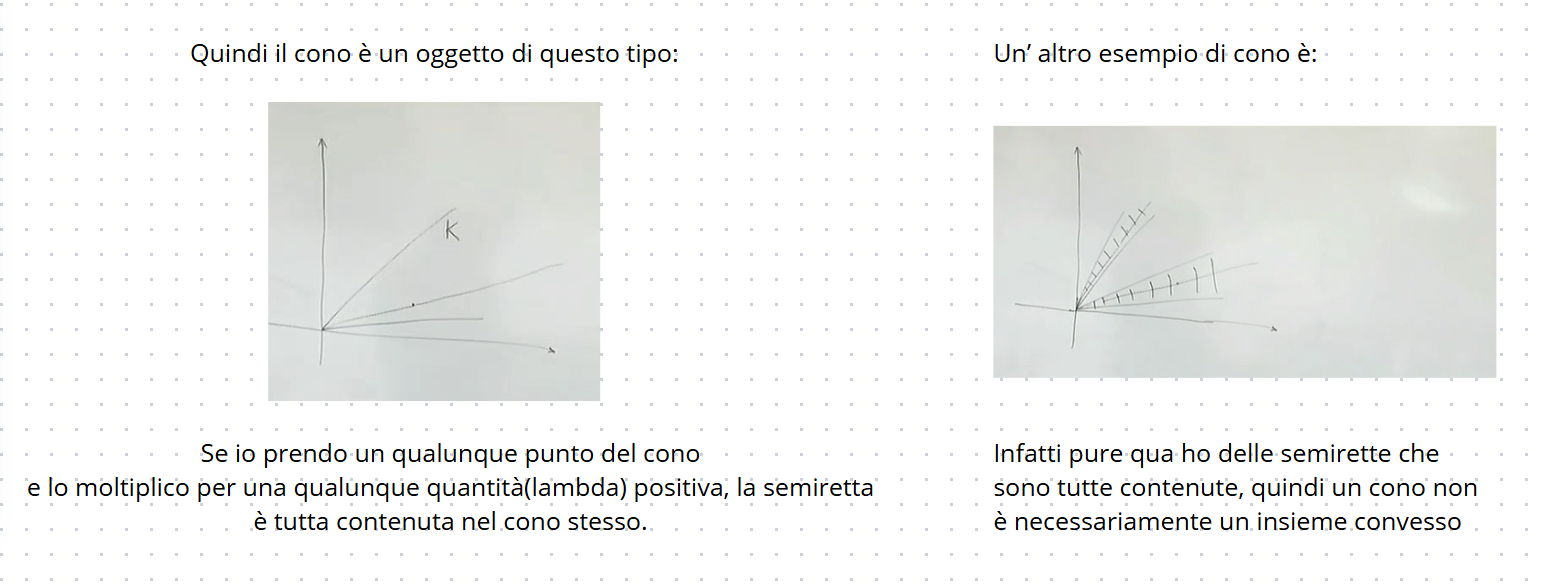 Quindi il cono è un oggetto di questo tipo:
K
Se io prendo un qualunque punto del cono
e lo moltiplico per una qualunque quantità(lambda) positiva, la semiretta
è tutta contenuta nel cono stesso.
Un’ altro esempio di cono è:
Infatti pure qua ho delle semirette che
sono tutte contenute, quindi un cono non
è necessariamente un insieme convesso